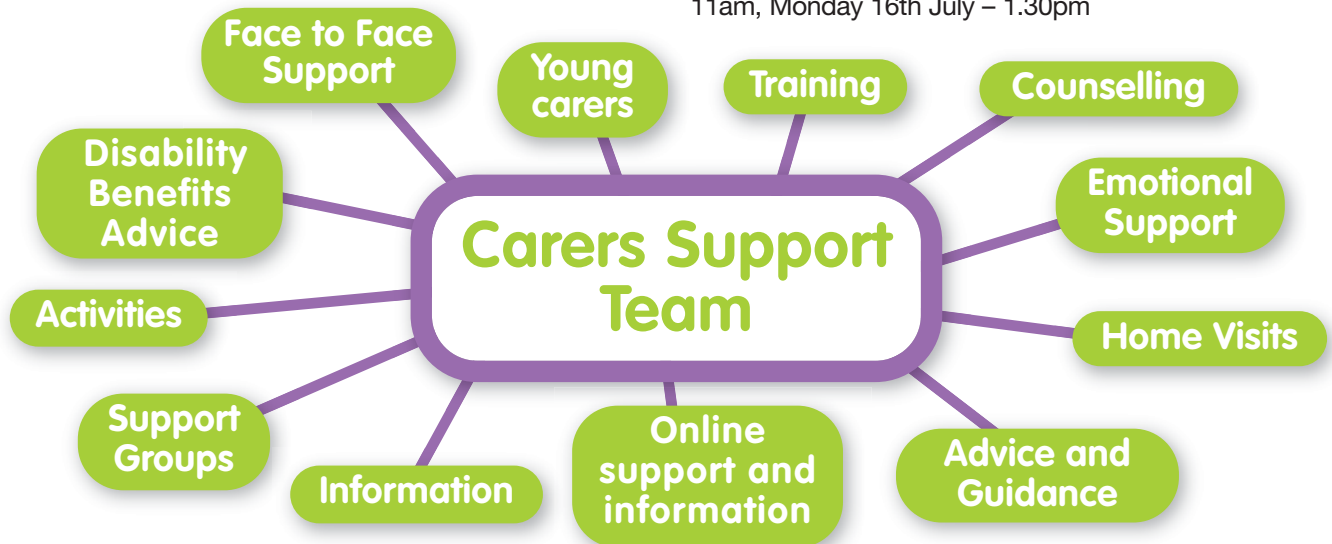 11am, Monday 16th July – 1.30pm
Face to Face
Support
Young
carers
Training
Counselling
Disability
Benefits
Advice
Emotional
Support
Carers Support
Team
Activities
Home Visits
Support
Groups
Information
Online
support and
information
Advice and
Guidance